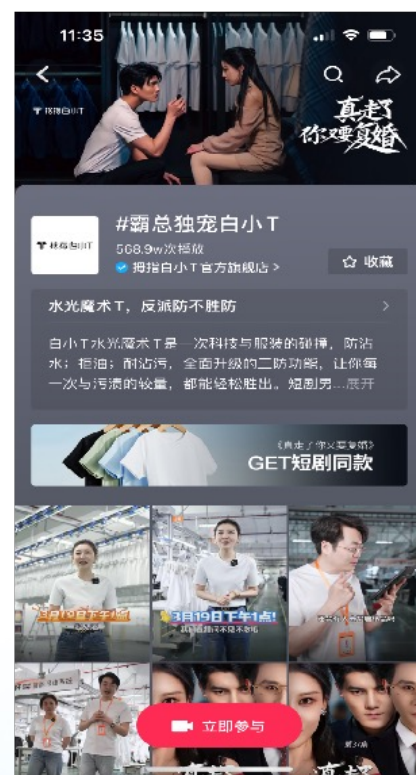 11:35
真走了
你又要复婚
#霸总独宠白小T
568.9w次播放
拇指白小T官方旗舰店 >
收藏
水光魔术T，反派防不胜防
白小T水光魔术T是一次科技与服装的碰撞，防沾
水；拒油；耐沾污，全面升级的三防功能，让你每
一次与污渍的较量，都能轻松胜出。短剧男...展开
《真走了你又要复婚》
GET短剧同款
3月19日下午1点!
3月19日下午1点!
立即参与